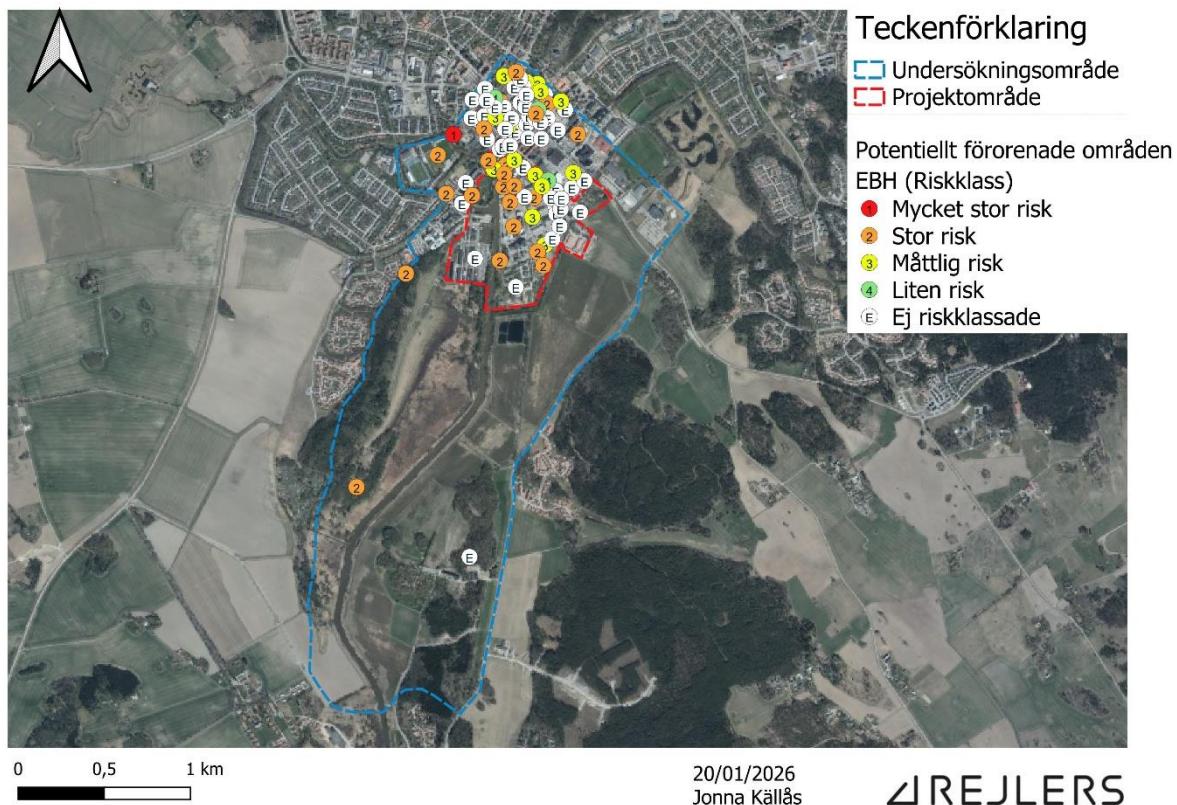 Teckenförklaring
Undersökningsområde
Projektområde
Potentiellt förorenade områden
EBH (Riskklass)
1 Mycket stor risk
2 Stor risk
3 Måttlig risk
4 Liten risk
E Ej riskklassade
0 0,5 1 km
20/01/2026
Jonna Källås
REJLERS